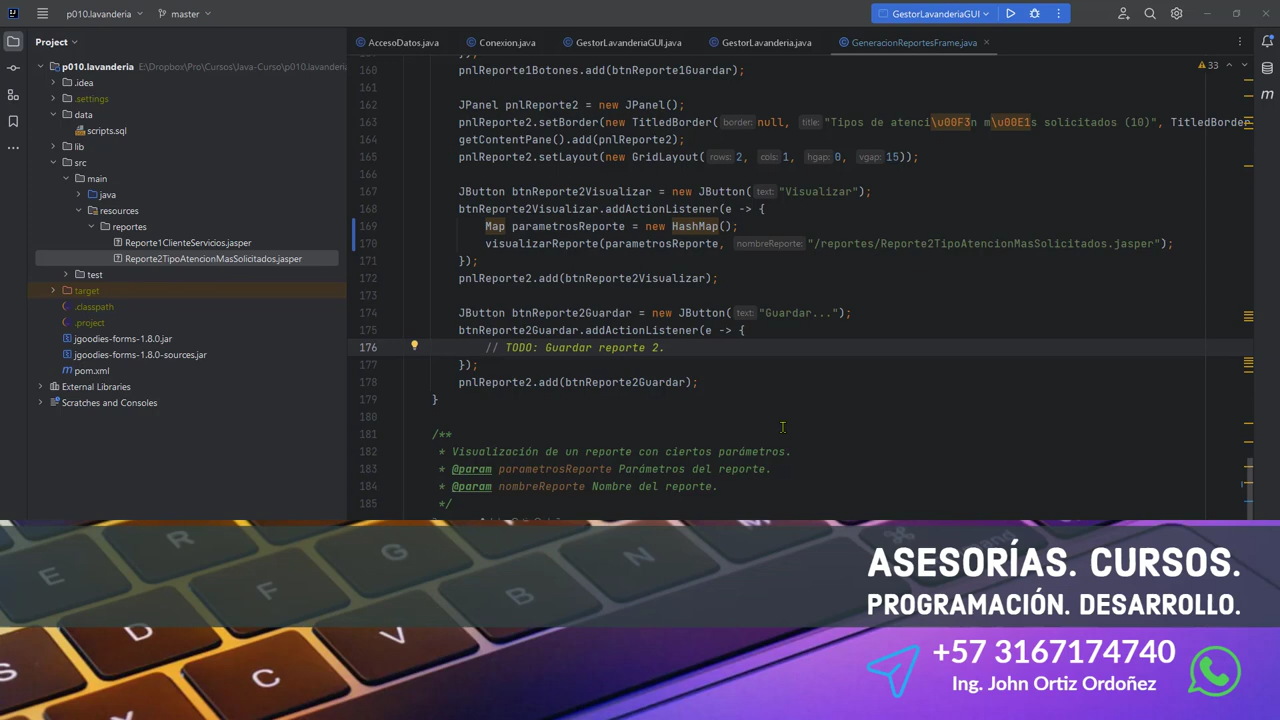 p010.lavanderia
master
GestorLavanderiaGUI
Project
AccesoDatos.java
Conexion.java
GestorLavanderiaGUI.java
GestorLavanderia.java
GeneracionReportesFrame.java
p010.lavanderia E:\Dropbox\Pro\Cursos\Java-Curso\p010.lavanderia
.idea
.settings
data
scripts.sql
lib
src
main
java
resources
reportes
Reporte1ClienteServicios.jasper
Reporte2TipoAtencionMasSolicitados.jasper
test
target
.classpath
.project
jgoodies-forms-1.8.0.jar
jgoodies-forms-1.8.0-sources.jar
pom.xml
External Libraries
Scratches and Consoles
33
160 pnlReporte1Botones.add(btnReporte1Guardar);
161
162 JPanel pnlReporte2 = new JPanel();
163 pnlReporte2.setBorder(new TitledBorder( border: null, title: "Tipos de atenci\u00F3n m\u00E1s solicitados (10)", TitledBorder
164 getContentPane().add(pnlReporte2);
165 pnlReporte2.setLayout(new GridLayout( rows: 2, cols: 1, hgap: 0, vgap: 15));
166
167 JButton btnReporte2Visualizar = new JButton( text: "Visualizar");
168 btnReporte2Visualizar.addActionListener(e -> {
169 Map parametrosReporte = new HashMap();
170 visualizarReporte(parametrosReporte, nombreReporte: "/reportes/Reporte2TipoAtencionMasSolicitados.jasper");
171 });
172 pnlReporte2.add(btnReporte2Visualizar);
173
174 JButton btnReporte2Guardar = new JButton( text: "Guardar...");
175 btnReporte2Guardar.addActionListener(e -> {
176 // TODO: Guardar reporte 2.
177 });
178 pnlReporte2.add(btnReporte2Guardar);
179 }
180
181 /**
182 * Visualización de un reporte con ciertos parámetros.
183 * @param parametrosReporte Parámetros del reporte.
184 * @param nombreReporte Nombre del reporte.
185 */
ASESORÍAS. CURSOS.
PROGRAMACIÓN. DESARROLLO.
+57 3167174740
Ing. John Ortiz Ordoñez